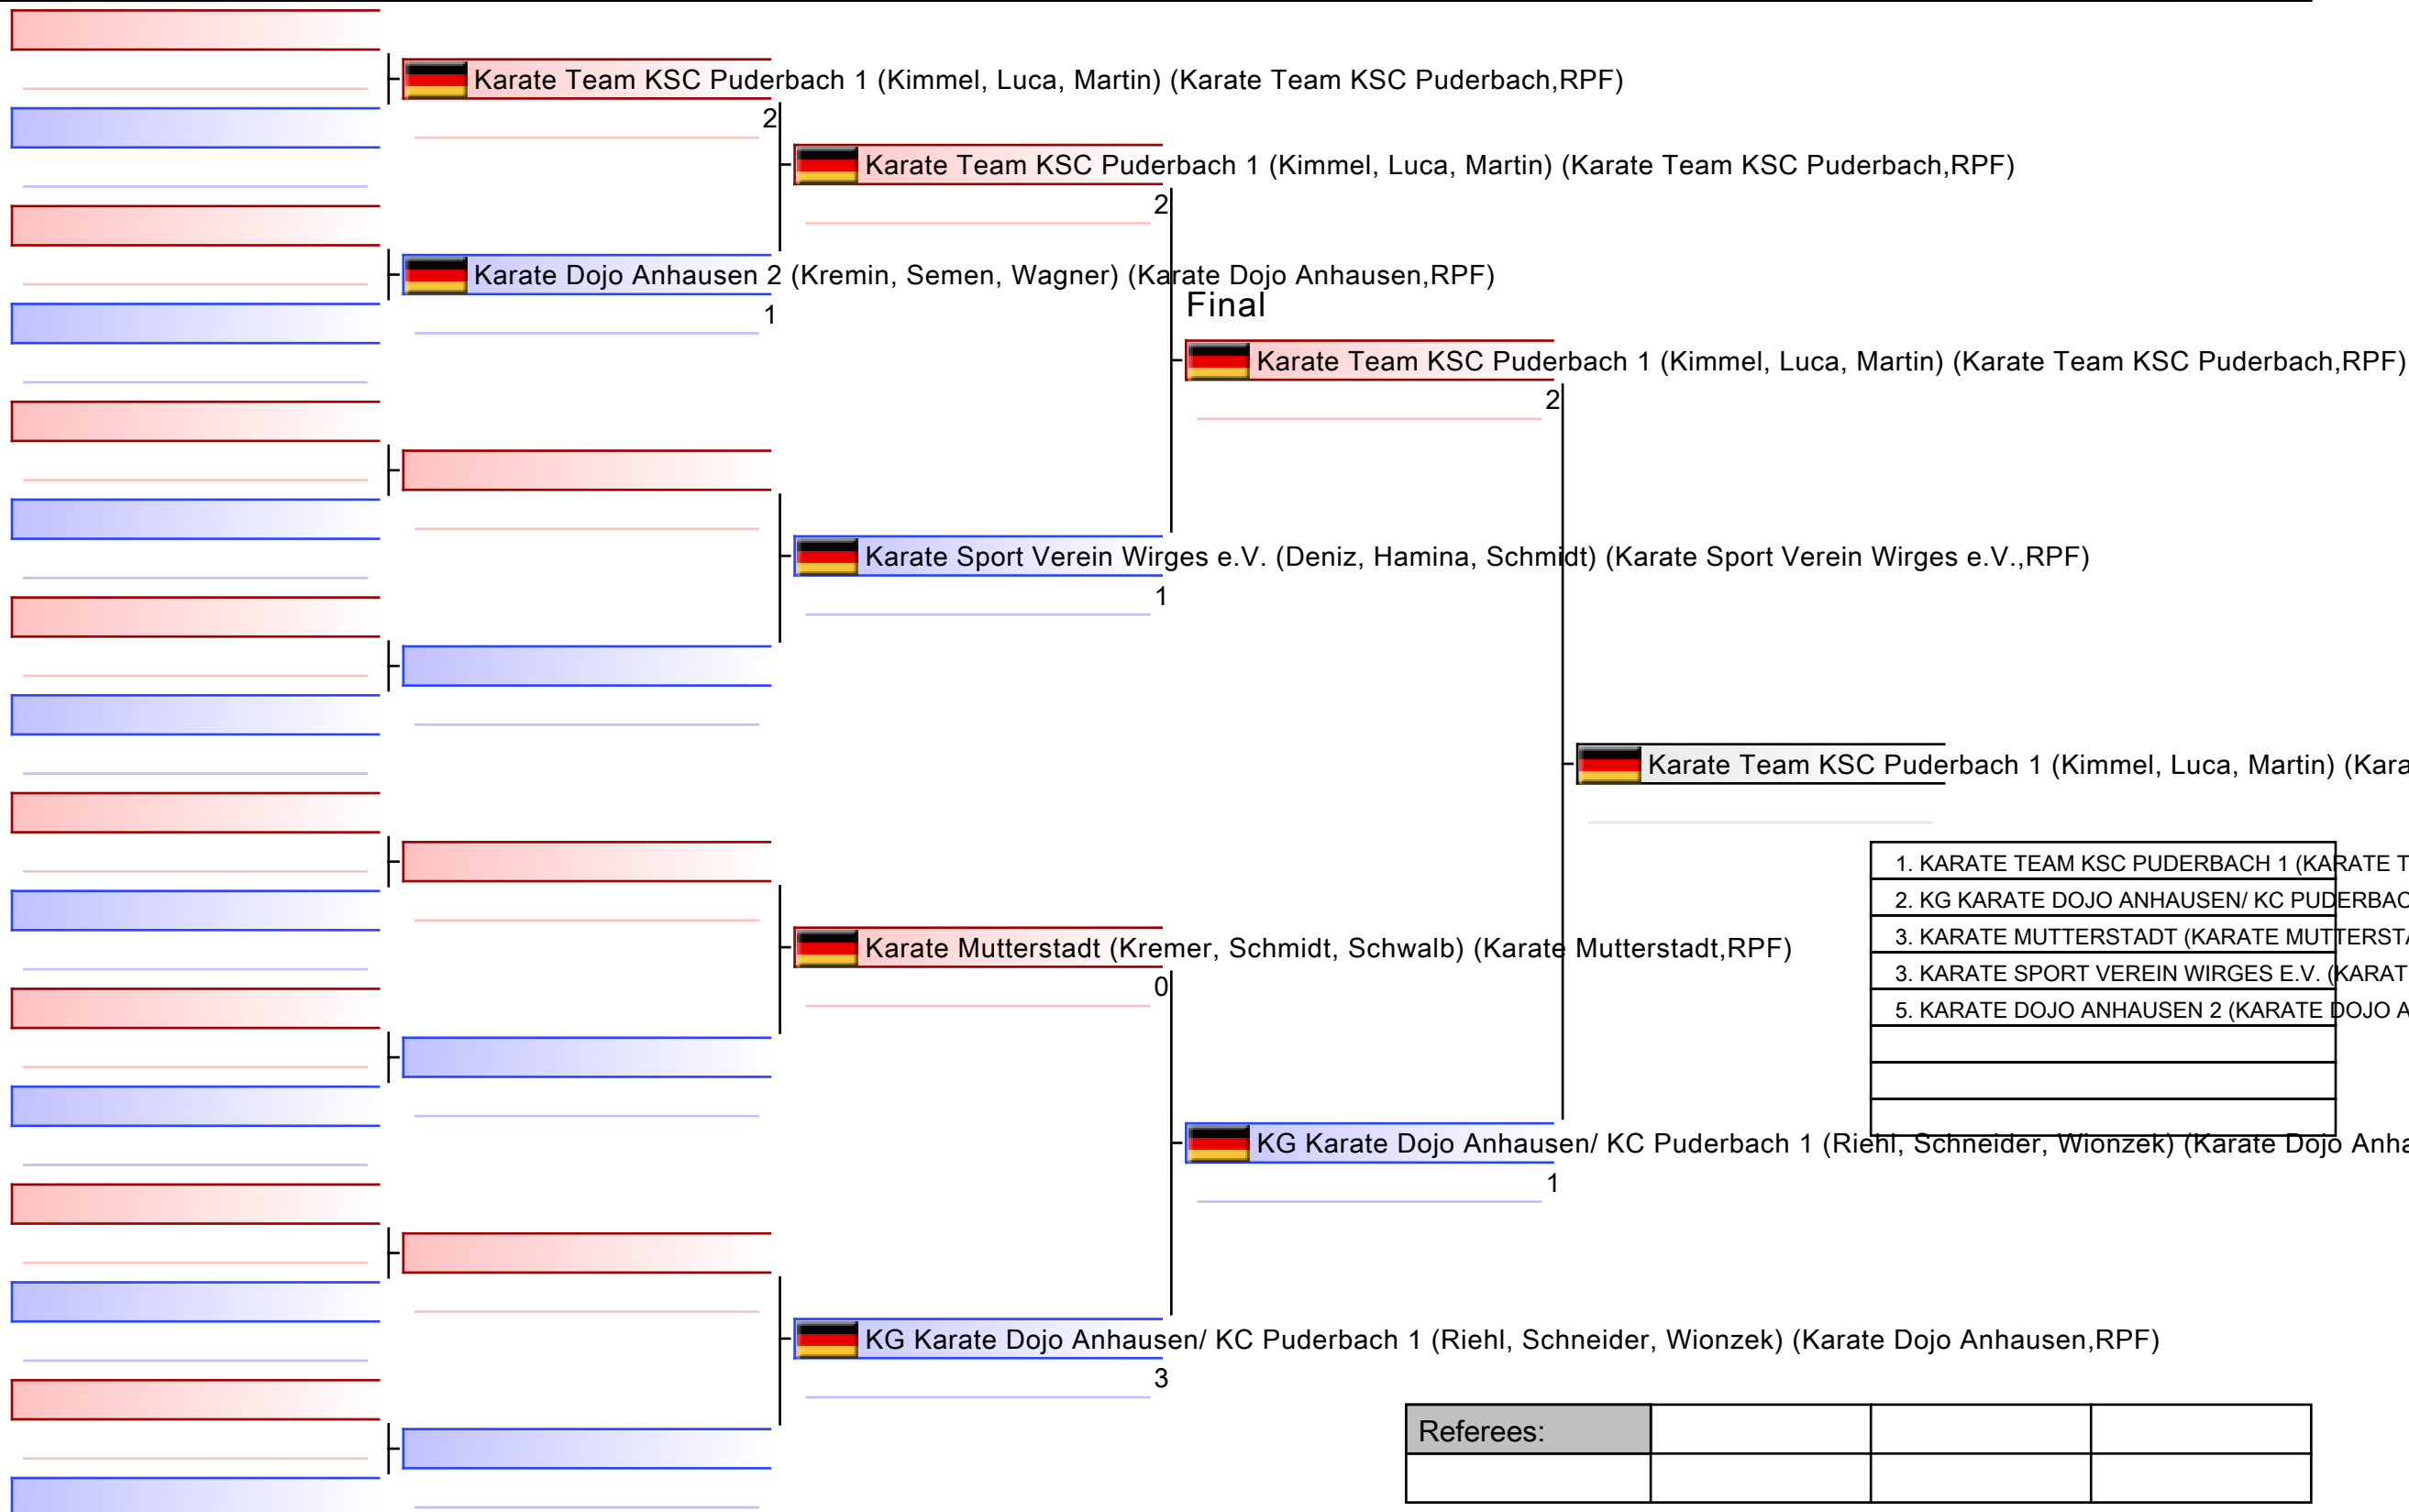 Karate Team KSC Puderbach 1 (Kimmel, Luca, Martin) (Karate Team KSC Puderbach,RPF)
2
Karate Team KSC Puderbach 1 (Kimmel, Luca, Martin) (Karate Team KSC Puderbach,RPF)
2
Karate Dojo Anhausen 2 (Kremin, Semen, Wagner) (Karate Dojo Anhausen,RPF)
1
Final
Karate Team KSC Puderbach 1 (Kimmel, Luca, Martin) (Karate Team KSC Puderbach,RPF)
2
Karate Sport Verein Wirges e.V. (Deniz, Hamina, Schmidt) (Karate Sport Verein Wirges e.V.,RPF)
1
Karate Team KSC Puderbach 1 (Kimmel, Luca, Martin) (Kara
1. KARATE TEAM KSC PUDERBACH 1 (KARATE T
2. KG KARATE DOJO ANHAUSEN/ KC PUDERBAC
3. KARATE MUTTERSTADT (KARATE MUTTERSTA
3. KARATE SPORT VEREIN WIRGES E.V. (KARAT
5. KARATE DOJO ANHAUSEN 2 (KARATE DOJO A
Karate Mutterstadt (Kremer, Schmidt, Schwalb) (Karate Mutterstadt,RPF)
0
KG Karate Dojo Anhausen/ KC Puderbach 1 (Riehl, Schneider, Wionzek) (Karate Dojo Anha
1
KG Karate Dojo Anhausen/ KC Puderbach 1 (Riehl, Schneider, Wionzek) (Karate Dojo Anhausen,RPF)
3
Referees: